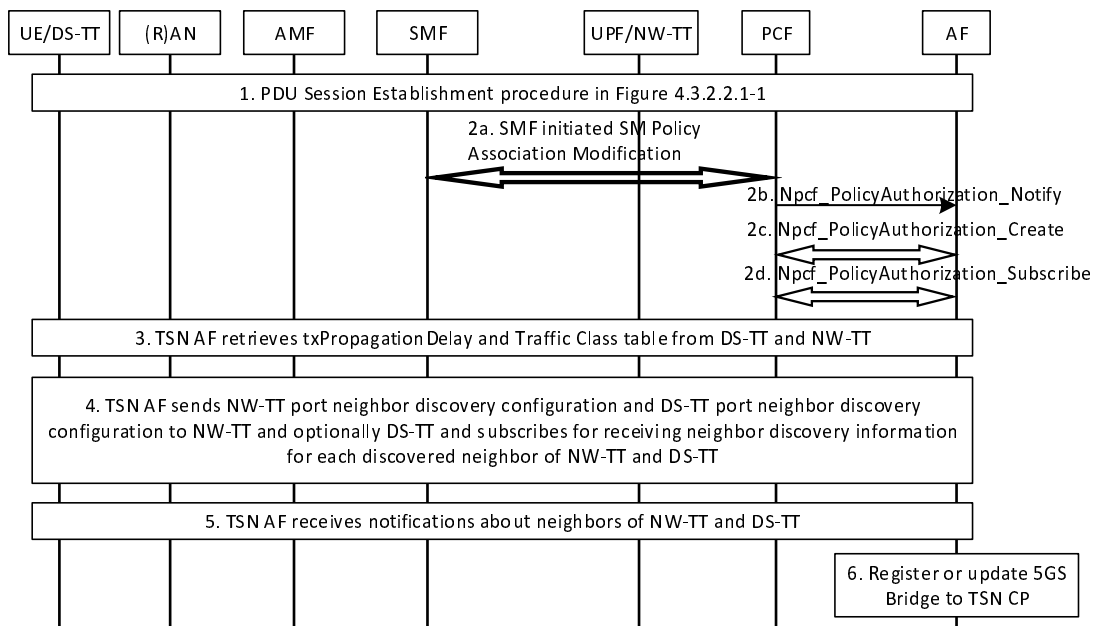 UE/DS-TT
(R)AN
AMF
SMF
UPF/NW-TT
PCF
AF
1. PDU Session Establishment procedure in Figure 4.3.2.2.1-1
2a. SMF initiated SM Policy
Association Modification
2b. Npcf_PolicyAuthorization_Notify
2c. Npcf_PolicyAuthorization_Create
2d. Npcf_PolicyAuthorization_Subscribe
3. TSN AF retrieves txPropagationDelay and Traffic Class table from DS-TT and NW-TT
4. TSN AF sends NW-TT port neighbor discovery configuration and DS-TT port neighbor discovery
configuration to NW-TT and optionally DS-TT and subscribes for receiving neighbor discovery information
for each discovered neighbor of NW-TT and DS-TT
5. TSN AF receives notifications about neighbors of NW-TT and DS-TT
6. Register or update 5GS
Bridge to TSN CP